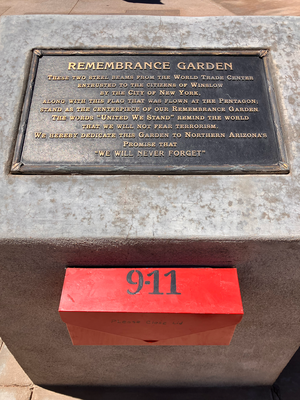 REMEMBRANCE GARDEN
THESE TWO STEEL BEAMS FROM THE WORLD TRADE CENTER
ENTRUSTED TO THE CITIZENS OF WINSLOW
BY THE CITY OF NEW YORK,
ALONG WITH THIS FLAG THAT WAS FLOWN AT THE PENTAGON;
STAND AS THE CENTERPIECE OF OUR REMEMBRANCE GARDEN
THE WORDS "UNITED WE STAND" REMIND THE WORLD
THAT WE WILL NOT FEAR TERRORISM.
WE HEREBY DEDICATE THIS GARDEN TO NORTHERN ARIZONA'S
PROMISE THAT
"WE WILL NEVER FORGET"
9-11